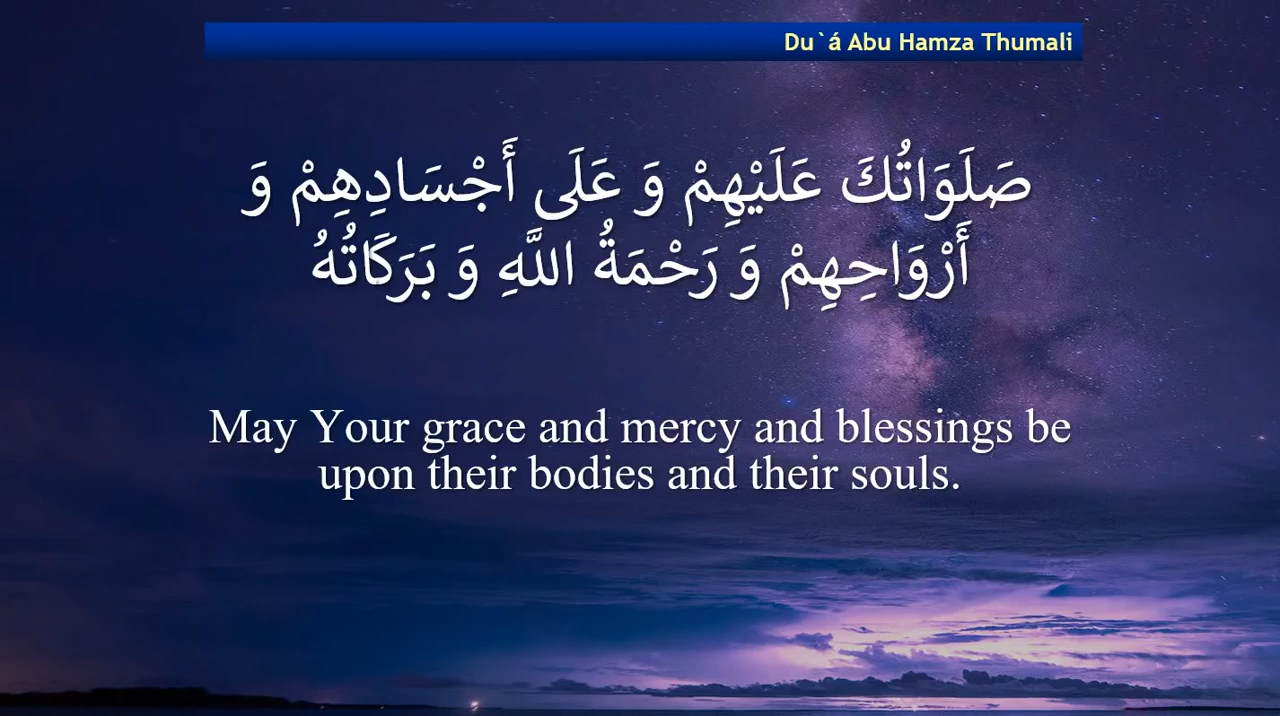 Du`á Abu Hamza Thumali
صَلَوَاتُكَ عَلَيْهِمْ وَ عَلَى أَجْسَادِهِمْ وَ
أَرْوَاحِهِمْ وَ رَحْمَةُ اللَّهِ وَ بَرَكَاتُهُ
May Your grace and mercy and blessings be
upon their bodies and their souls.